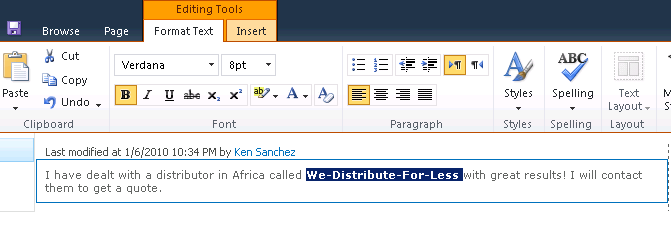 Editing Tools
Browse Page Format Text Insert
Cut
Copy
Undo
Paste
Clipboard
Verdana 8pt
B I U abc x₂ x² ab A A
Font
Paragraph
Styles
Styles
ABC
Spelling
Spelling
Text
Layout
Layout
M
St
Last modified at 1/6/2010 10:34 PM by Ken Sanchez
I have dealt with a distributor in Africa called We-Distribute-For-Less with great results! I will contact
them to get a quote.